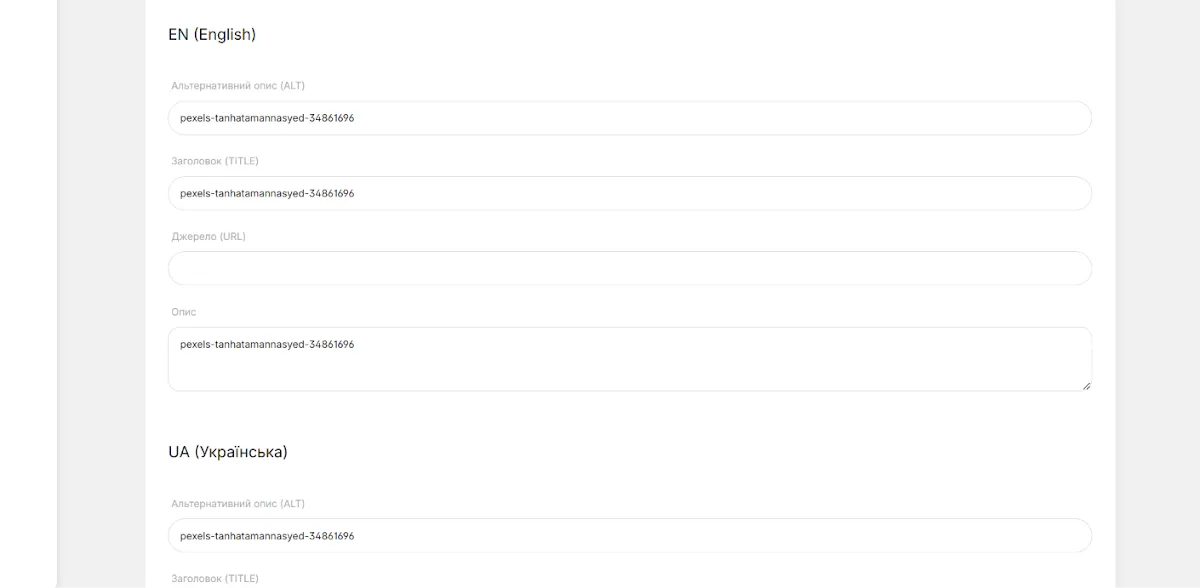 EN (English)
Альтернативний опис (ALT)
pexels-tanhatamannasyed-34861696
Заголовок (TITLE)
pexels-tanhatamannasyed-34861696
Джерело (URL)
Опис
pexels-tanhatamannasyed-34861696
UA (Українська)
Альтернативний опис (ALT)
pexels-tanhatamannasyed-34861696
Заголовок (TITLE)